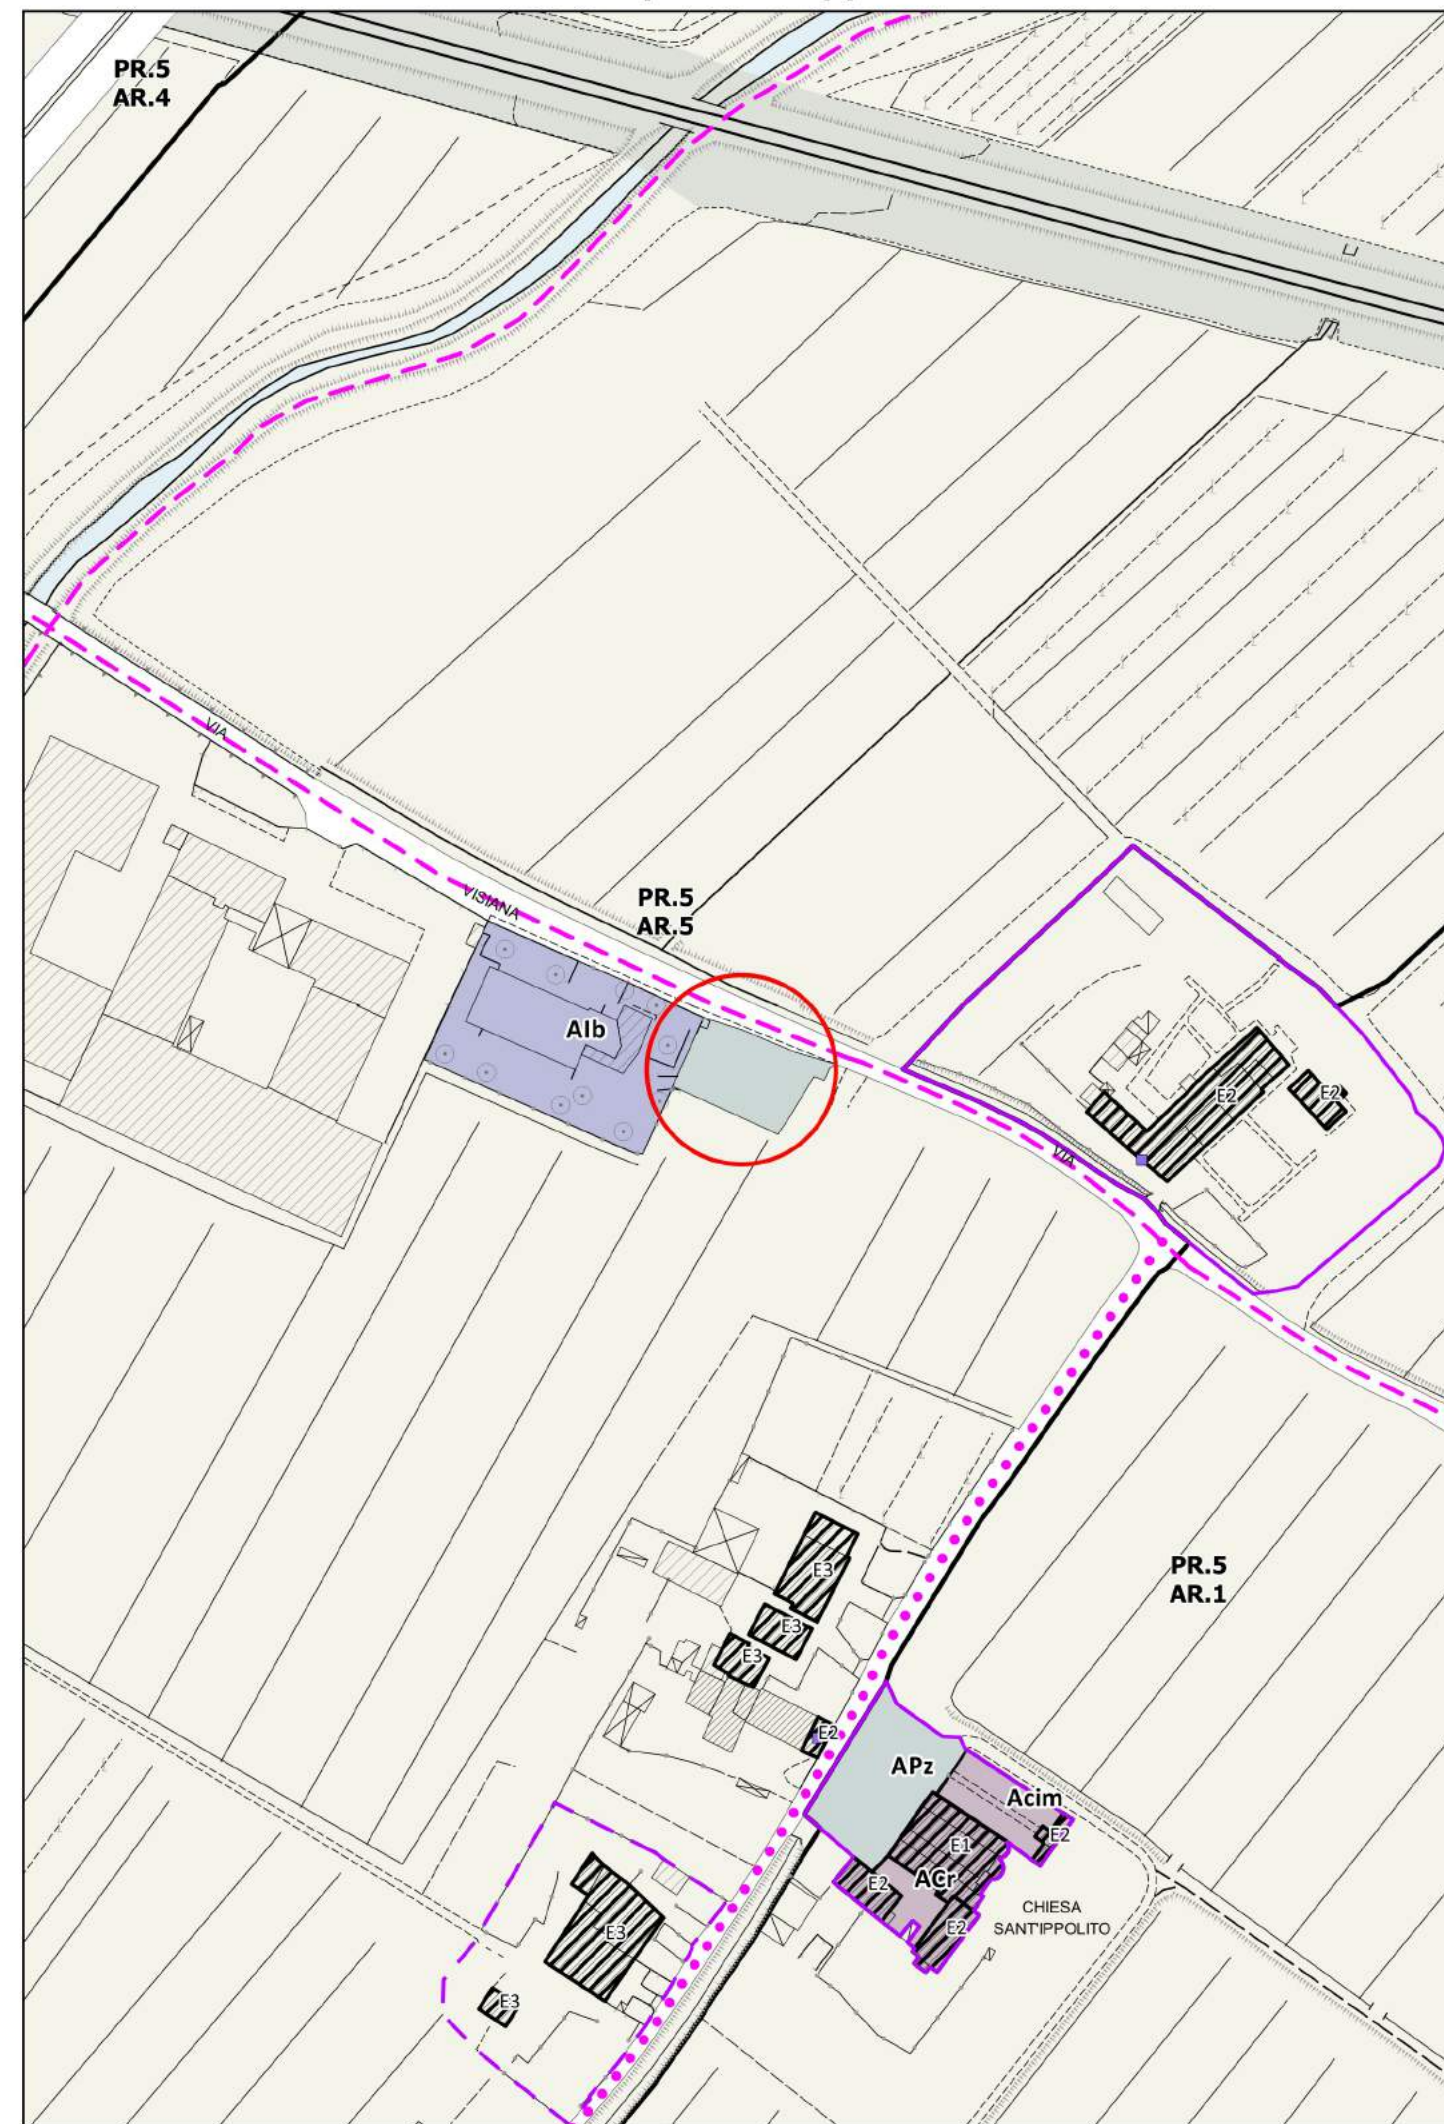 PR.5
AR.4
VIA
VISIANA
PR.5
AR.5
AIb
E2
E2
VIA
PR.5
AR.1
E3
E3
E3
E2
APz
Acim
E2
E1
ACr
E2
E2
CHIESA
SANT'IPPOLITO
E3
E3